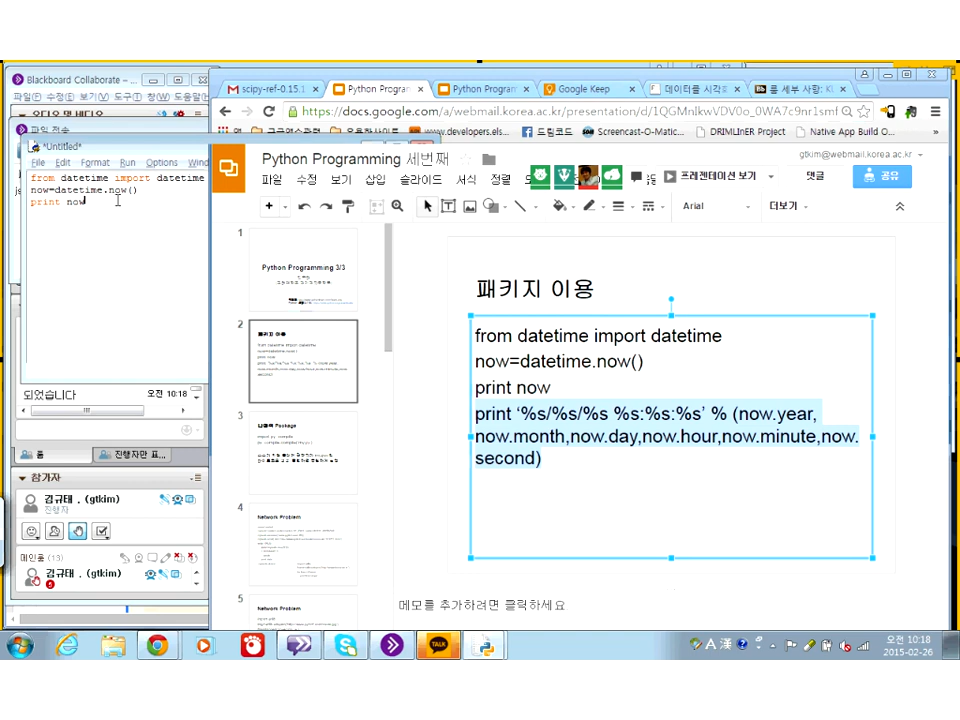 Blackboard Collaborate – ...
파일(F) 수정(E) 보기(V) 도구(T) 창(W) 도움말(
파일 전송
*Untitled*
File Edit Format Run Options Wind
from datetime import datetime
now=datetime.now()
print now
되었습니다
오전 10:18
홈
진행자만 표...
참가자
김규태 . (gtkim)
진행자
메인룸 (13)
김규태 . (gtkim)
scipy-ref-0.15.1
Python Program
Python Program
Google Keep
데이터를 시각화
룸 세부 사항: KU
https://docs.google.com/a/webmail.korea.ac.kr/presentation/d/1QGMnIkwVDV0o_0WA7c9nr1smf
앱
www.developers.els...
드림코드
Screencast-O-Matic...
DRIMLInER Project
Native App Build O...
»
Python Programming 세번째
gtkim@webmail.korea.ac.kr
파일 수정 보기 삽입 슬라이드 서식 정렬
프레젠테이션 보기
댓글
공유
Arial
더보기
1
Python Programming 3/3
2
패키지 이용
3
4
Network Problem
5
Network Problem
패키지 이용
from datetime import datetime
now=datetime.now()
print now
print ‘%s/%s/%s %s:%s:%s’ % (now.year,
now.month,now.day,now.hour,now.minute,now.
second)
메모를 추가하려면 클릭하세요
TALK
A 漢
오전 10:18
2015-02-26